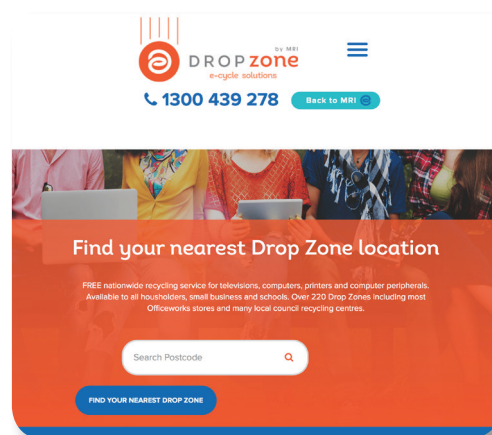 by MRI
DROPzone
e-cycle solutions
1300 439 278
Back to MRI
Find your nearest Drop Zone location
FREE nationwide recycling service for televisions, computers, printers and computer peripherals.
Available to all housholders, small business and schools. Over 220 Drop Zones including most
Officeworks stores and many local council recycling centres.
Search Postcode
FIND YOUR NEAREST DROP ZONE